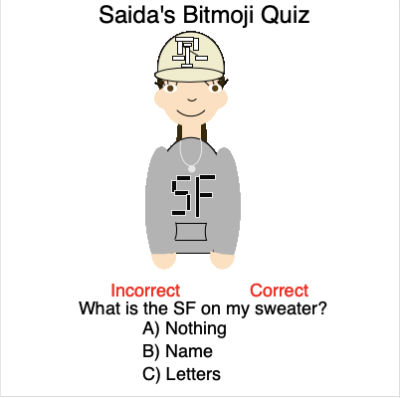 Saida's Bitmoji Quiz
SF
Incorrect Correct
What is the SF on my sweater?
A) Nothing
B) Name
C) Letters